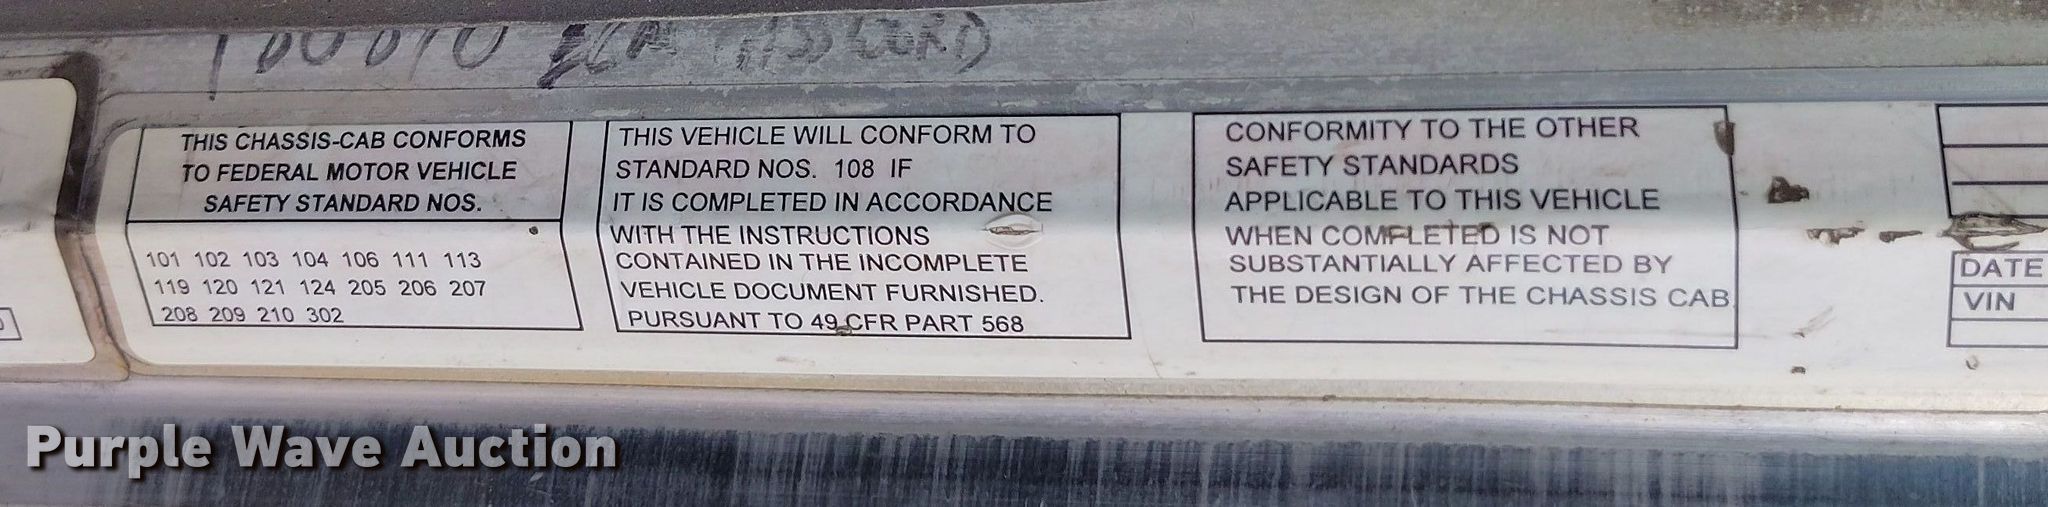 PASSWORD
THIS CHASSIS-CAB CONFORMS
TO FEDERAL MOTOR VEHICLE
SAFETY STANDARD NOS.
101 102 103 104 106 111 113
119 120 121 124 205 206 207
208 209 210 302
THIS VEHICLE WILL CONFORM TO
STANDARD NOS. 108 IF
IT IS COMPLETED IN ACCORDANCE
WITH THE INSTRUCTIONS
CONTAINED IN THE INCOMPLETE
VEHICLE DOCUMENT FURNISHED.
PURSUANT TO 49 CFR PART 568
CONFORMITY TO THE OTHER
SAFETY STANDARDS
APPLICABLE TO THIS VEHICLE
WHEN COMPLETED IS NOT
SUBSTANTIALLY AFFECTED BY
THE DESIGN OF THE CHASSIS CAB.
DATE
VIN
Purple Wave Auction